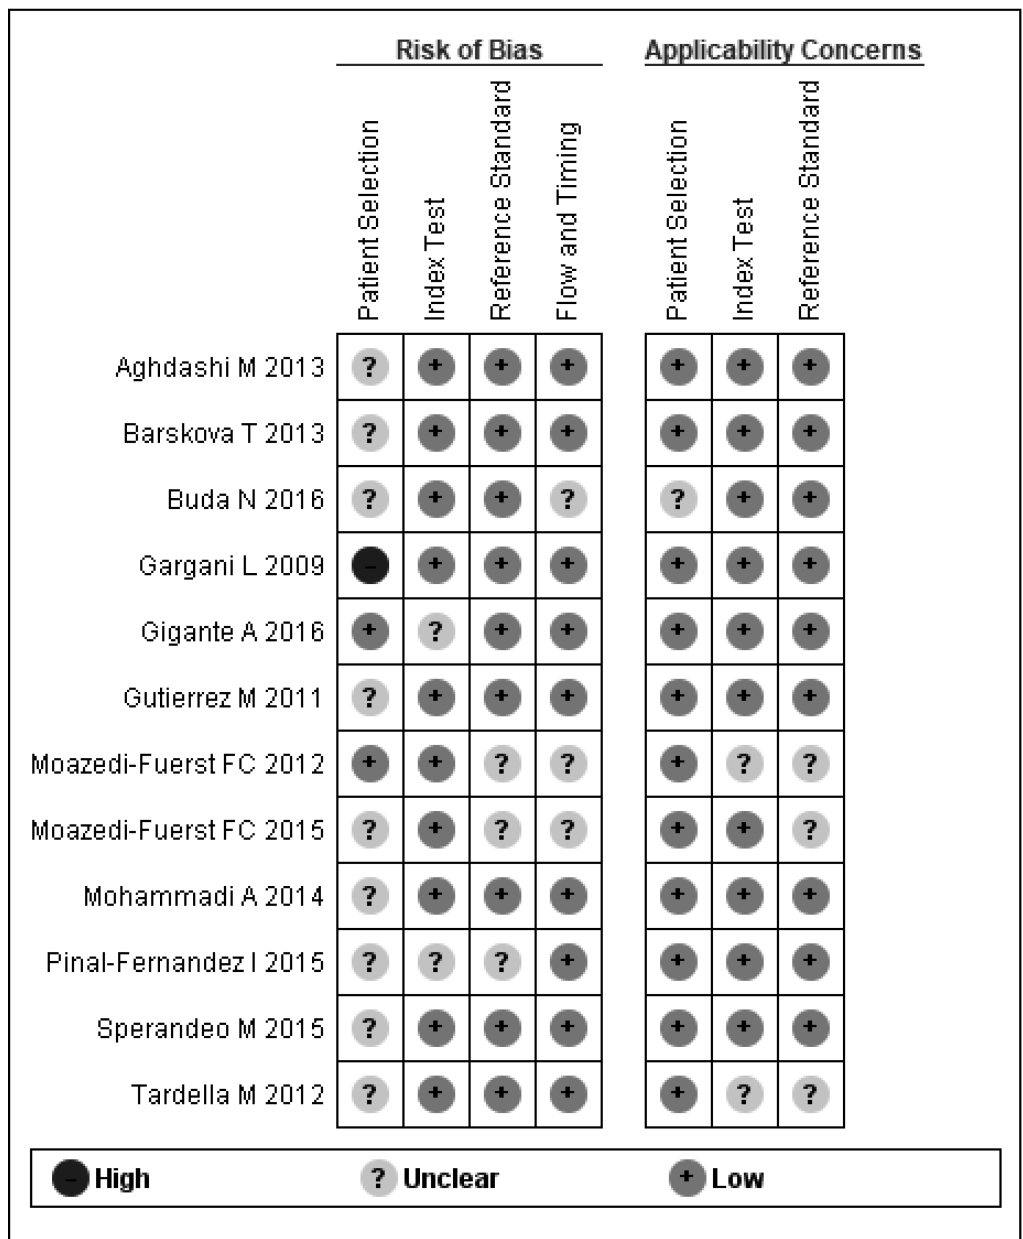 Risk of Bias Applicability Concerns
Patient Selection
Index Test
Reference Standard
Flow and Timing
Patient Selection
Index Test
Reference Standard
Aghdashi M 2013 ? + + + + + +
Barskova T 2013 ? + + + + + +
Buda N 2016 ? + + ? ? + +
Gargani L 2009 - + + + + + +
Gigante A 2016 + ? + + + + +
Gutierrez M 2011 ? + + + + + +
Moazedi-Fuerst FC 2012 + + ? ? + ? ?
Moazedi-Fuerst FC 2015 ? + ? ? + + ?
Mohammadi A 2014 ? + + + + + +
Pinal-Fernandez I 2015 ? ? ? + + + +
Sperandeo M 2015 ? + + + + + +
Tardella M 2012 ? + + + + ? ?
- High ? Unclear + Low